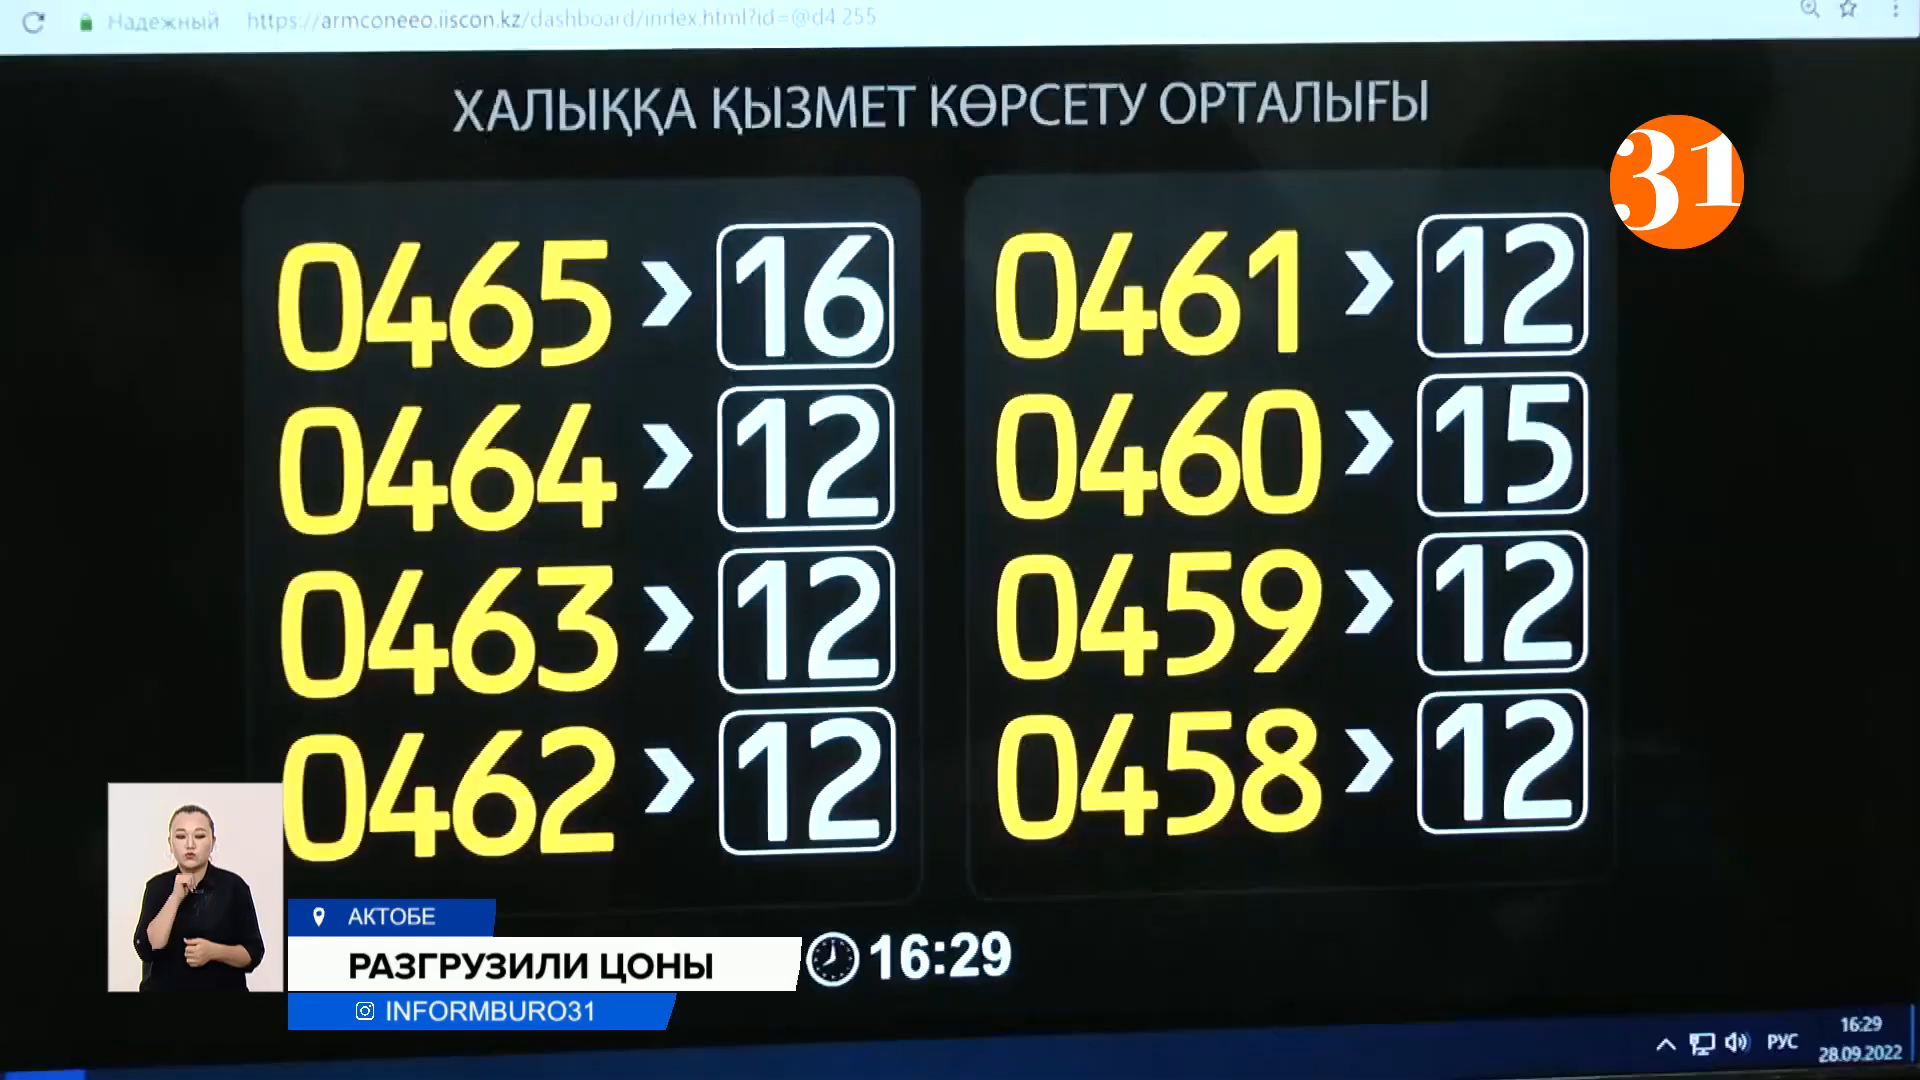 Надежный https://armconeeo.iiscon.kz/dashboard/index.html?id=@d4.255
ХАЛЫҚҚА ҚЫЗМЕТ КӨРСЕТУ ОРТАЛЫҒЫ
31
0465 > 16
0464 > 12
0463 > 12
0462 > 12
0461 > 12
0460 > 15
0459 > 12
0458 > 12
16:29
АКТОБЕ
РАЗГРУЗИЛИ ЦОНЫ
INFORMBURO31
РУС
16:29
28.09.2022